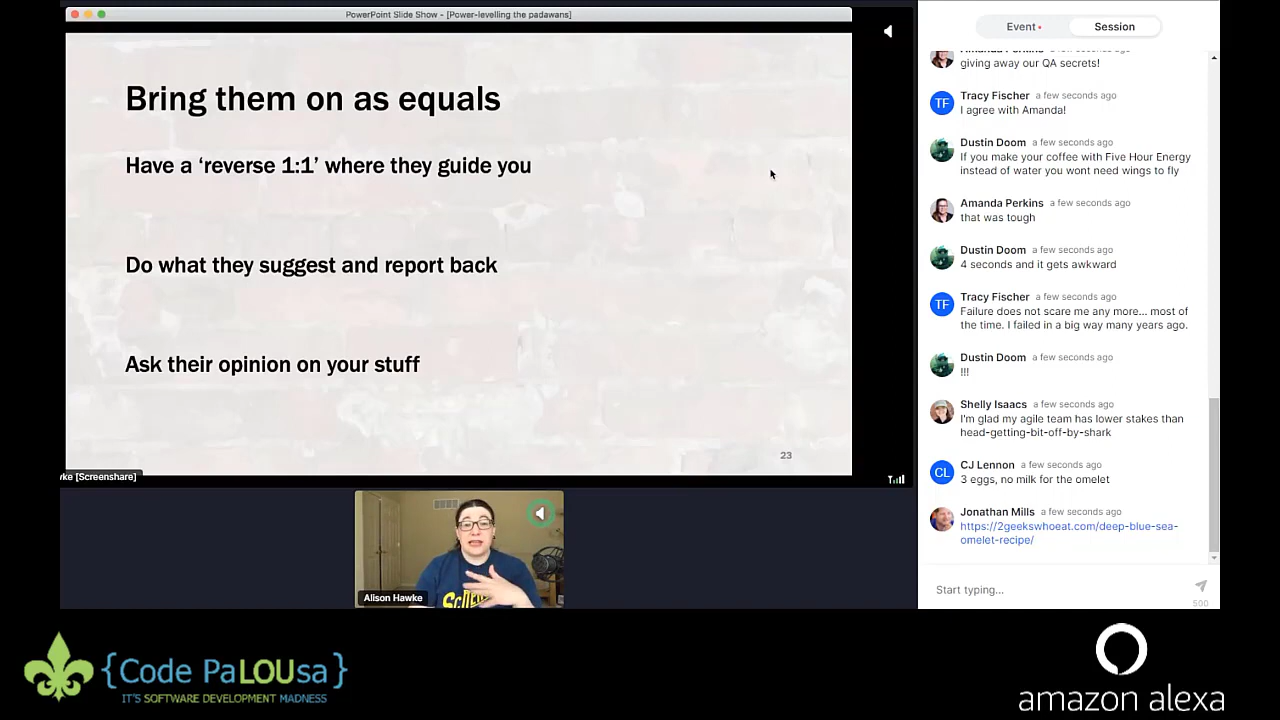 PowerPoint Slide Show - [Power-levelling the padawans]
Bring them on as equals
Have a ‘reverse 1:1’ where they guide you
Do what they suggest and report back
Ask their opinion on your stuff
23
[Screenshare]
Alison Hawke
Event
Session
Amanda Perkins a few seconds ago
giving away our QA secrets!
TF
Tracy Fischer a few seconds ago
I agree with Amanda!
Dustin Doom a few seconds ago
If you make your coffee with Five Hour Energy
instead of water you wont need wings to fly
Amanda Perkins a few seconds ago
that was tough
Dustin Doom a few seconds ago
4 seconds and it gets awkward
TF
Tracy Fischer a few seconds ago
Failure does not scare me any more... most of
the time. I failed in a big way many years ago.
Dustin Doom a few seconds ago
!!!
Shelly Isaacs a few seconds ago
I'm glad my agile team has lower stakes than
head-getting-bit-off-by-shark
CL
CJ Lennon a few seconds ago
3 eggs, no milk for the omelet
Jonathan Mills a few seconds ago
https://2geekswhoeat.com/deep-blue-sea-
omelet-recipe/
Start typing...
500
{Code PaLOUsa}
IT'S SOFTWARE DEVELOPMENT MADNESS
amazon alexa